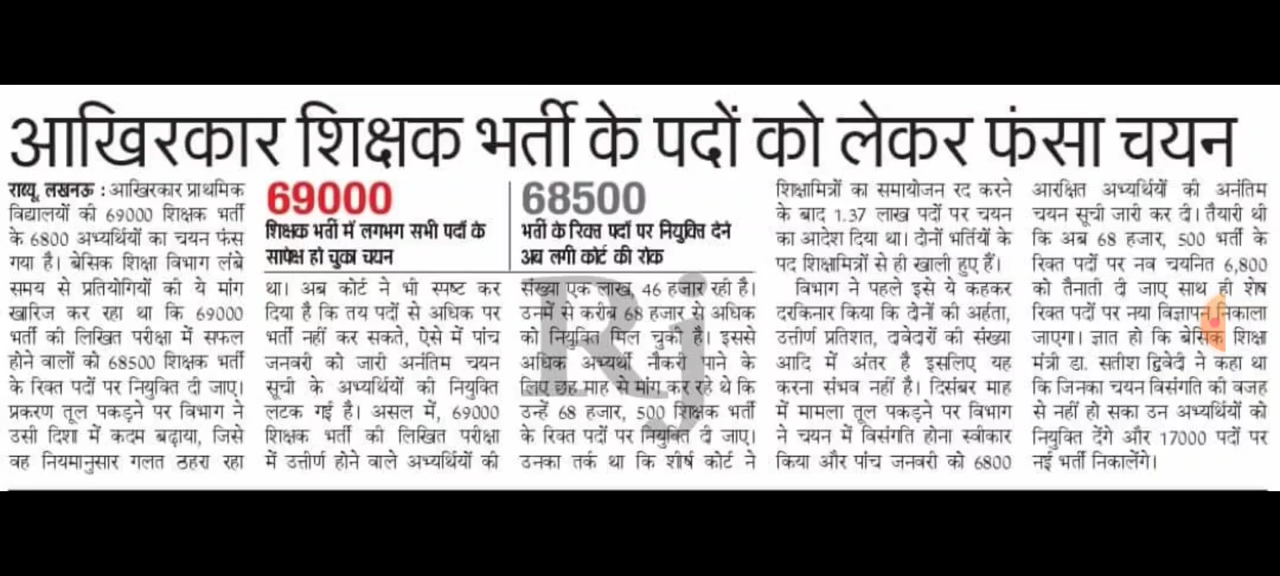 आखिरकार शिक्षक भर्ती के पदों को लेकर फंसा चयन
राब्यू, लखनऊ : आखिरकार प्राथमिक
विद्यालयों की 69000 शिक्षक भर्ती
के 6800 अभ्यर्थियों का चयन फंस
गया है। बेसिक शिक्षा विभाग लंबे
समय से प्रतियोगियों की ये मांग
खारिज कर रहा था कि 69000
भर्ती की लिखित परीक्षा में सफल
होने वालों को 68500 शिक्षक भर्ती
के रिक्त पदों पर नियुक्ति दी जाए।
प्रकरण तूल पकड़ने पर विभाग ने
उसी दिशा में कदम बढ़ाया, जिसे
वह नियमानुसार गलत ठहरा रहा
69000
शिक्षक भर्ती में लगभग सभी पदों के
सापेक्ष हो चुका चयन
68500
भर्ती के रिक्त पदों पर नियुक्ति देने
अब लगी कोर्ट की रोक
था। अब कोर्ट ने भी स्पष्ट कर
दिया है कि तय पदों से अधिक पर
भर्ती नहीं कर सकते, ऐसे में पांच
जनवरी को जारी अनंतिम चयन
सूची के अभ्यर्थियों की नियुक्ति
लटक गई है। असल में, 69000
शिक्षक भर्ती की लिखित परीक्षा
में उत्तीर्ण होने वाले अभ्यर्थियों की
संख्या एक लाख 46 हजार रही है।
उनमें से करीब 68 हजार से अधिक
को नियुक्ति मिल चुकी है। इससे
अधिक अभ्यर्थी नौकरी पाने के
लिए छह माह से मांग कर रहे थे कि
उन्हें 68 हजार, 500 शिक्षक भर्ती
के रिक्त पदों पर नियुक्ति दी जाए।
उनका तर्क था कि शीर्ष कोर्ट ने
शिक्षामित्रों का समायोजन रद करने
के बाद 1.37 लाख पदों पर चयन
का आदेश दिया था। दोनों भर्तियों के
पद शिक्षामित्रों से ही खाली हुए हैं।
विभाग ने पहले इसे ये कहकर
दरकिनार किया कि दोनों की अर्हता,
उत्तीर्ण प्रतिशत, दावेदारों की संख्या
आदि में अंतर है इसलिए यह
करना संभव नहीं है। दिसंबर माह
में मामला तूल पकड़ने पर विभाग
ने चयन में विसंगति होना स्वीकार
किया और पांच जनवरी को 6800
आरक्षित अभ्यर्थियों की अनंतिम
चयन सूची जारी कर दी। तैयारी थी
कि अब 68 हजार, 500 भर्ती के
रिक्त पदों पर नव चयनित 6,800
को तैनाती दी जाए साथ ही शेष
रिक्त पदों पर नया विज्ञापन निकाला
जाएगा। ज्ञात हो कि बेसिक शिक्षा
मंत्री डा. सतीश द्विवेदी ने कहा था
कि जिनका चयन विसंगति की वजह
से नहीं हो सका उन अभ्यर्थियों को
नियुक्ति देंगे और 17000 पदों पर
नई भर्ती निकालेंगे।
Rj